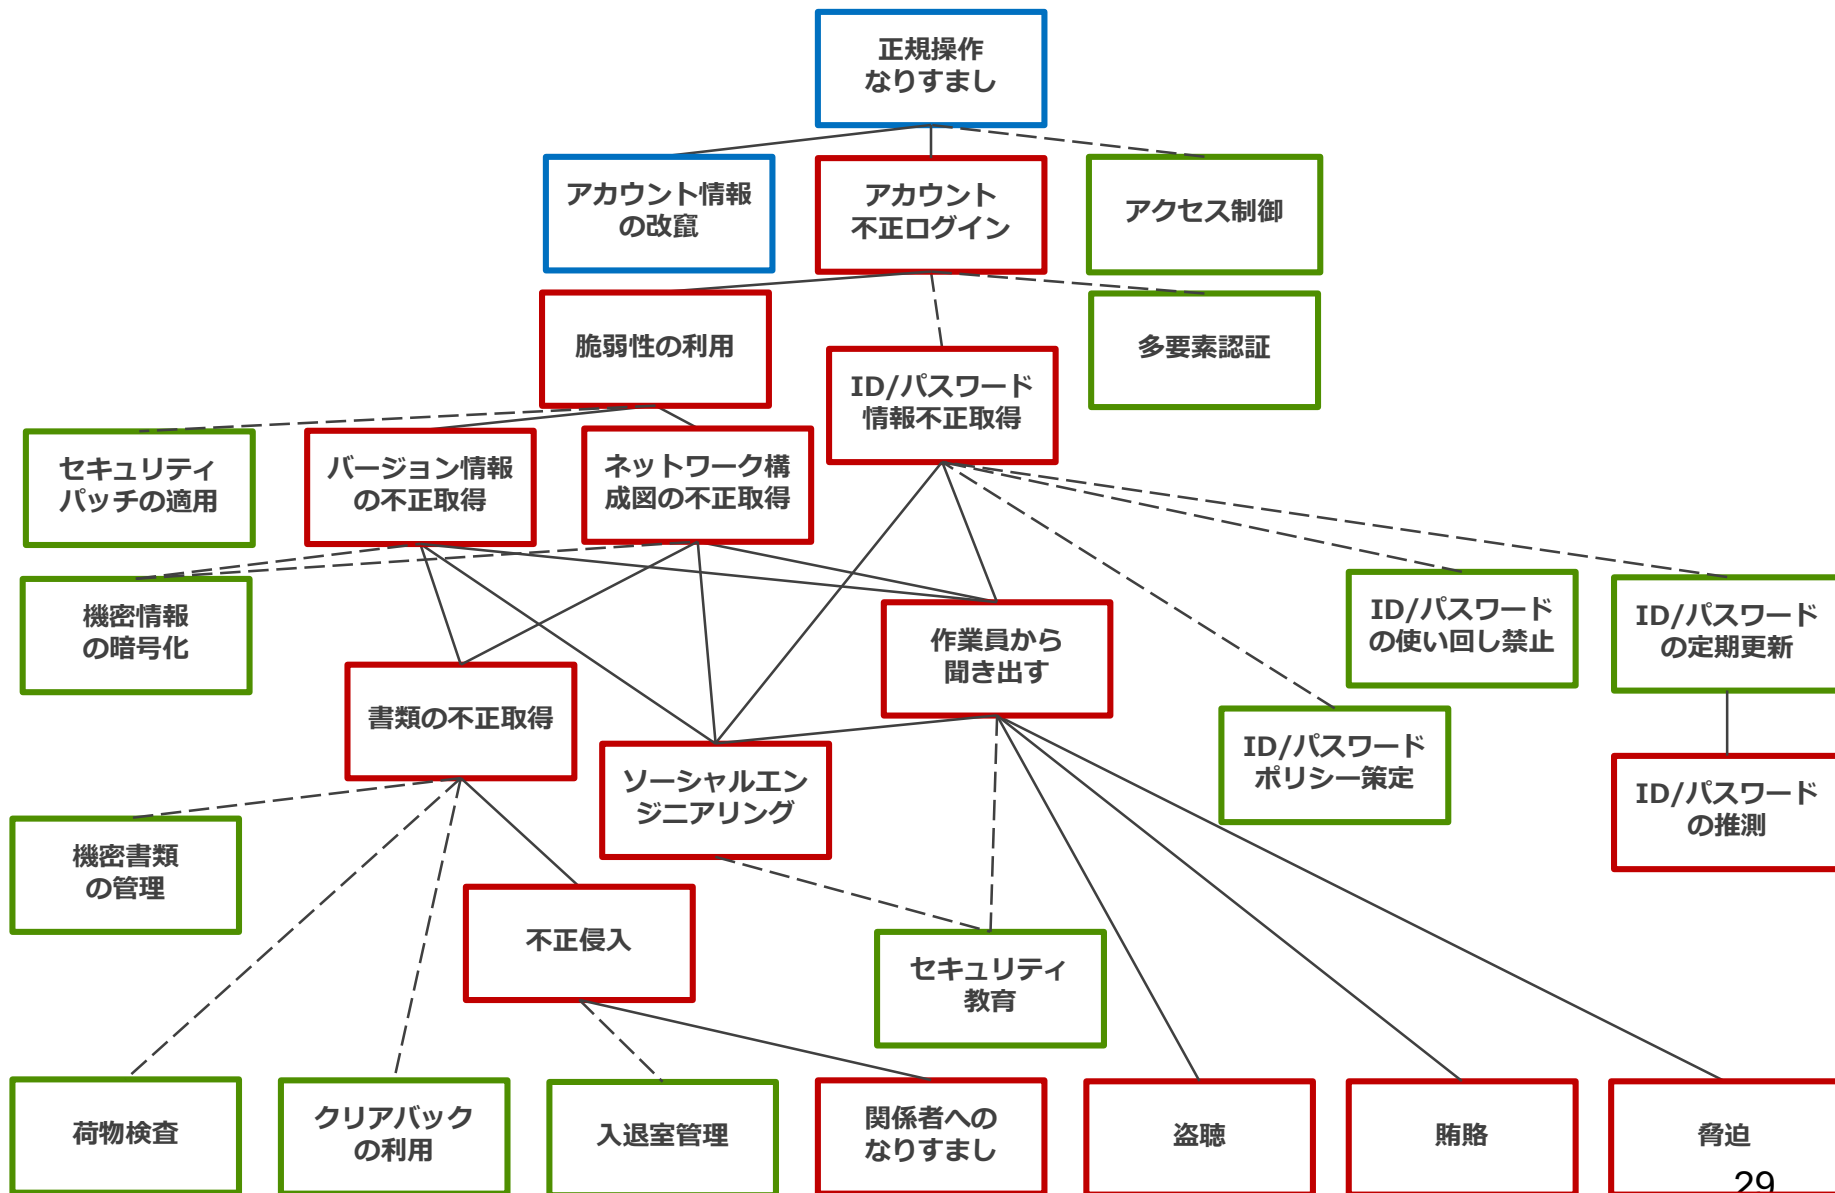 正規操作
なりすまし
アカウント情報
の改竄
アカウント
不正ログイン
アクセス制御
脆弱性の利用
ID/パスワード
情報不正取得
多要素認証
セキュリティ
パッチの適用
バージョン情報
の不正取得
ネットワーク構
成図の不正取得
機密情報
の暗号化
作業員から
聞き出す
ID/パスワード
の使い回し禁止
ID/パスワード
の定期更新
書類の不正取得
ソーシャルエン
ジニアリング
ID/パスワード
ポリシー策定
ID/パスワード
の推測
機密書類
の管理
不正侵入
セキュリティ
教育
荷物検査
クリアバック
の利用
入退室管理
関係者への
なりすまし
盗聴
賄賂
脅迫
29